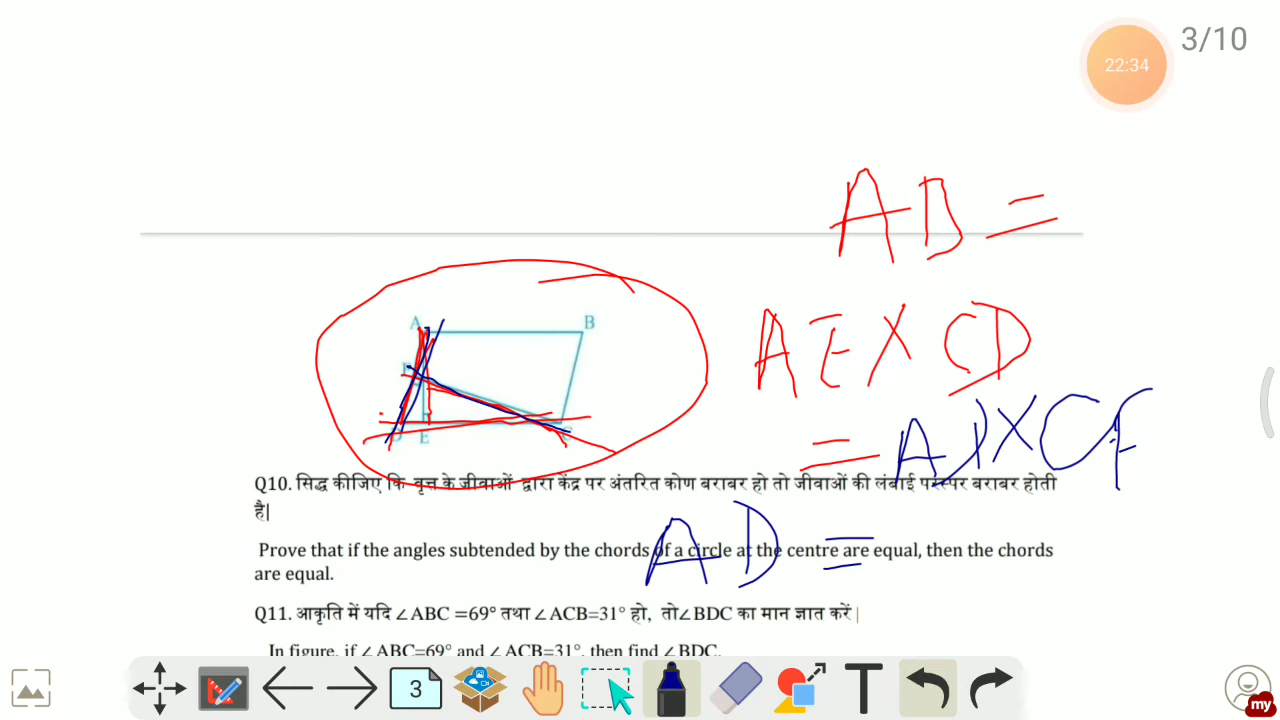 3/10
22:34
AB =
A B
AE X CD
F
= AD X CF
D E C
Q10. सिद्ध कीजिए कि वृत्त के जीवाओं द्वारा केंद्र पर अंतरित कोण बराबर हो तो जीवाओं की लंबाई परस्पर बराबर होती
है|
AD =
Prove that if the angles subtended by the chords of a circle at the centre are equal, then the chords
are equal.
Q11. आकृति में यदि ∠ABC =69° तथा ∠ACB=31° हो, तो∠BDC का मान ज्ञात करें |
In figure, if ∠ABC=69° and ∠ACB=31°, then find ∠BDC.
3
T
my